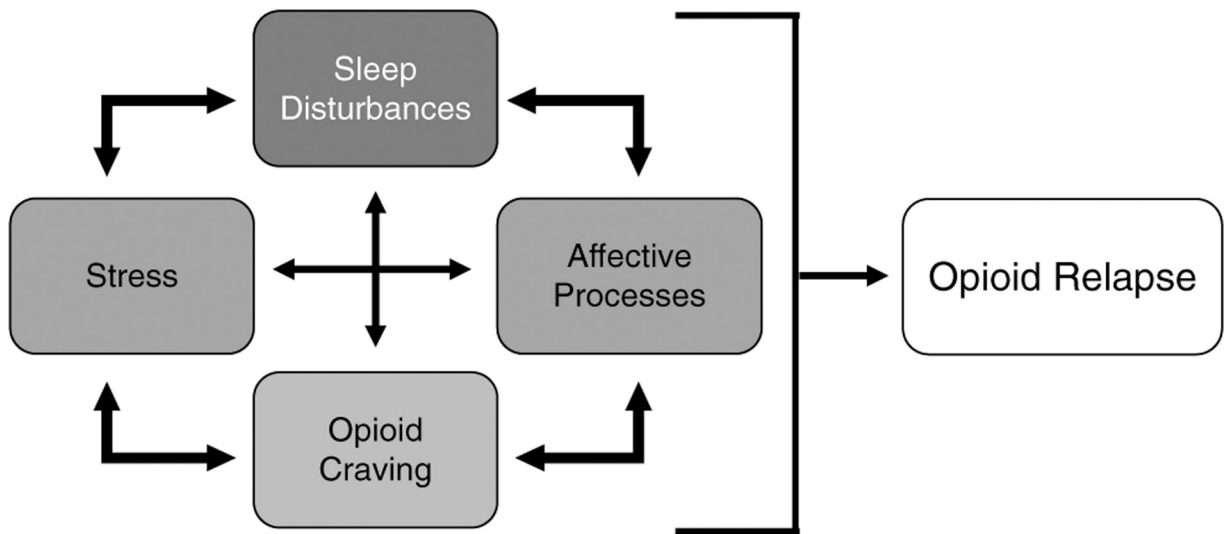 Sleep
Disturbances
Stress
Affective
Processes
Opioid Relapse
Opioid
Craving